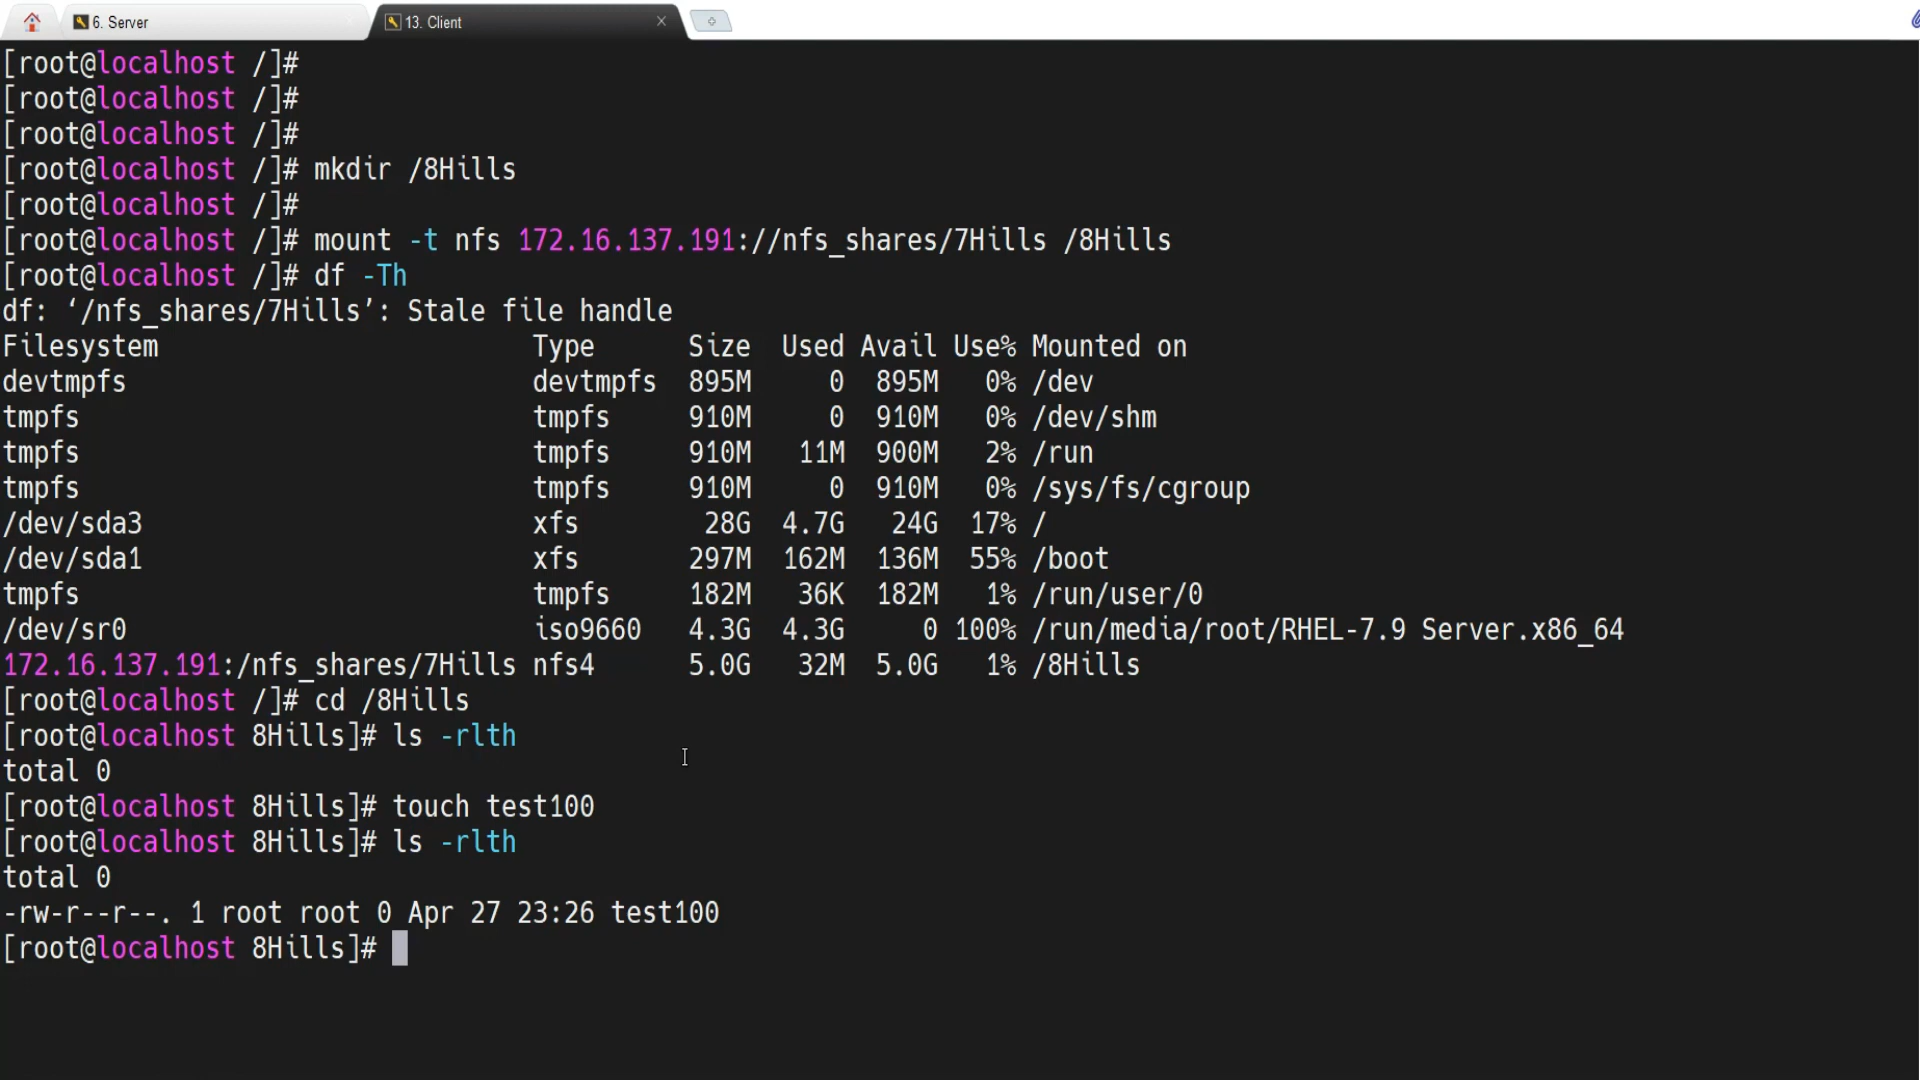 6. Server
13. Client
[root@localhost /]#
[root@localhost /]#
[root@localhost /]#
[root@localhost /]# mkdir /8Hills
[root@localhost /]#
[root@localhost /]# mount -t nfs 172.16.137.191://nfs_shares/7Hills /8Hills
[root@localhost /]# df -Th
df: ‘/nfs_shares/7Hills’: Stale file handle
Filesystem                         Type      Size  Used Avail Use% Mounted on
devtmpfs                           devtmpfs  895M     0  895M   0% /dev
tmpfs                              tmpfs     910M     0  910M   0% /dev/shm
tmpfs                              tmpfs     910M   11M  900M   2% /run
tmpfs                              tmpfs     910M     0  910M   0% /sys/fs/cgroup
/dev/sda3                          xfs        28G  4.7G   24G  17% /
/dev/sda1                          xfs       297M  162M  136M  55% /boot
tmpfs                              tmpfs     182M   36K  182M   1% /run/user/0
/dev/sr0                           iso9660   4.3G  4.3G     0 100% /run/media/root/RHEL-7.9 Server.x86_64
172.16.137.191:/nfs_shares/7Hills nfs4      5.0G   32M  5.0G   1% /8Hills
[root@localhost /]# cd /8Hills
[root@localhost 8Hills]# ls -rlth
total 0
[root@localhost 8Hills]# touch test100
[root@localhost 8Hills]# ls -rlth
total 0
-rw-r--r--. 1 root root 0 Apr 27 23:26 test100
[root@localhost 8Hills]#